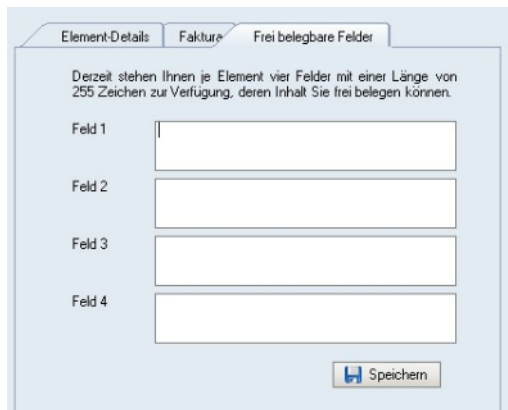 Element-Details Faktura Frei belegbare Felder
Derzeit stehen Ihnen je Element vier Felder mit einer Länge von
255 Zeichen zur Verfügung, deren Inhalt Sie frei belegen können.
Feld 1
Feld 2
Feld 3
Feld 4
Speichern